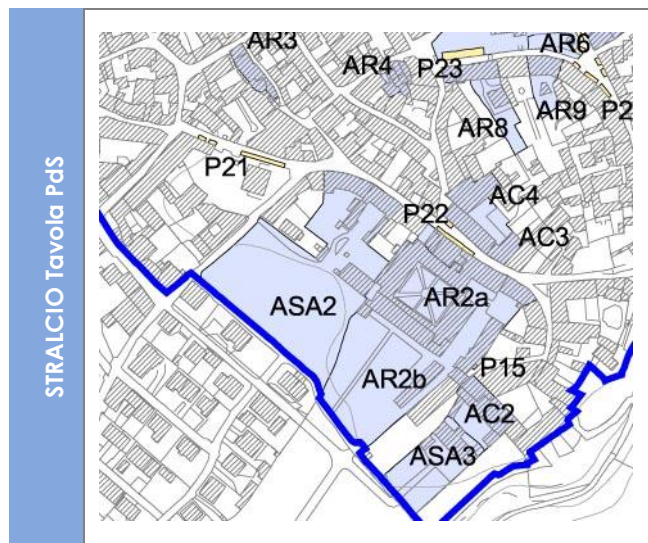 STRALCIO Tavola PdS
AR3
AR4
P23
AR6
AR8
AR9
P2
P21
P22
AC4
AC3
ASA2
AR2a
AR2b
P15
AC2
ASA3